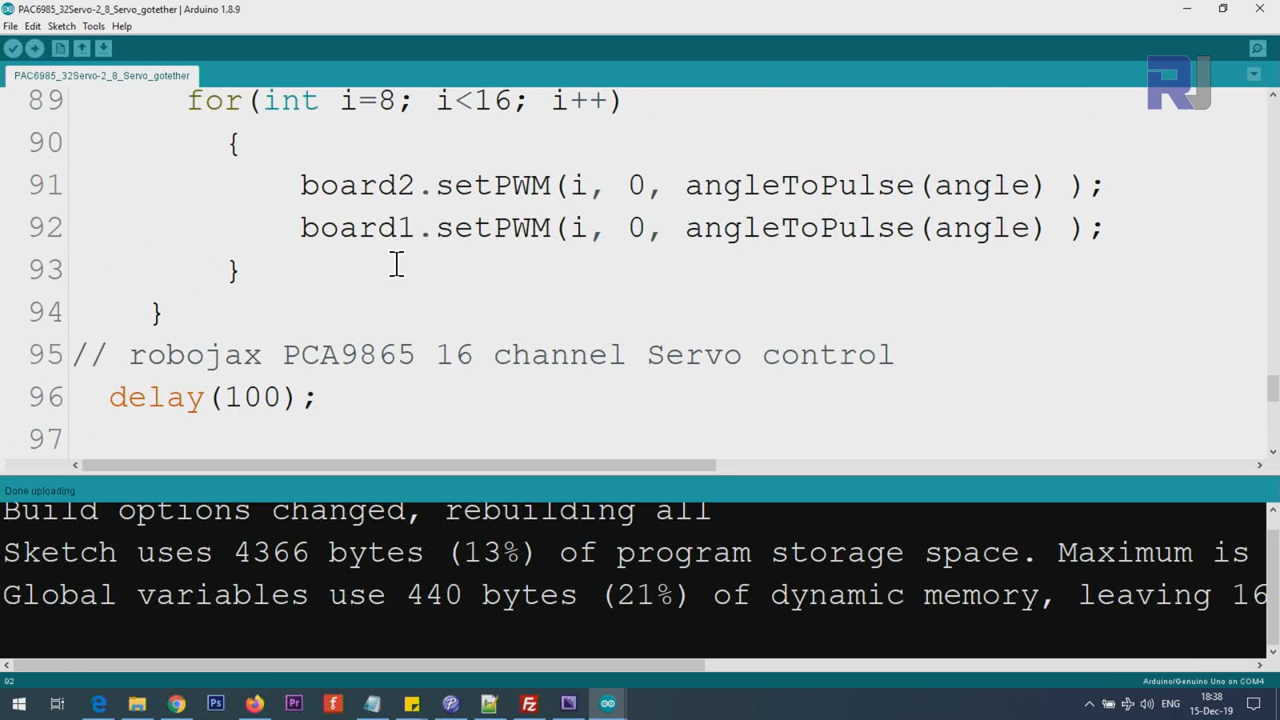 PAC6985_32Servo-2_8_Servo_gotether | Arduino 1.8.9
File Edit Sketch Tools Help
PAC6985_32Servo-2_8_Servo_gotether
RJ
89 for(int i=8; i<16; i++)
90 {
91 board2.setPWM(i, 0, angleToPulse(angle) );
92 board1.setPWM(i, 0, angleToPulse(angle) );
93 }
94 }
95 // robojax PCA9865 16 channel Servo control
96 delay(100);
97
Done uploading.
Build options changed, rebuilding all
Sketch uses 4366 bytes (13%) of program storage space. Maximum is
Global variables use 440 bytes (21%) of dynamic memory, leaving 16
92 Arduino/Genuino Uno on COM4
Ps Pr f Fz
ENG
18:38
15-Dec-19